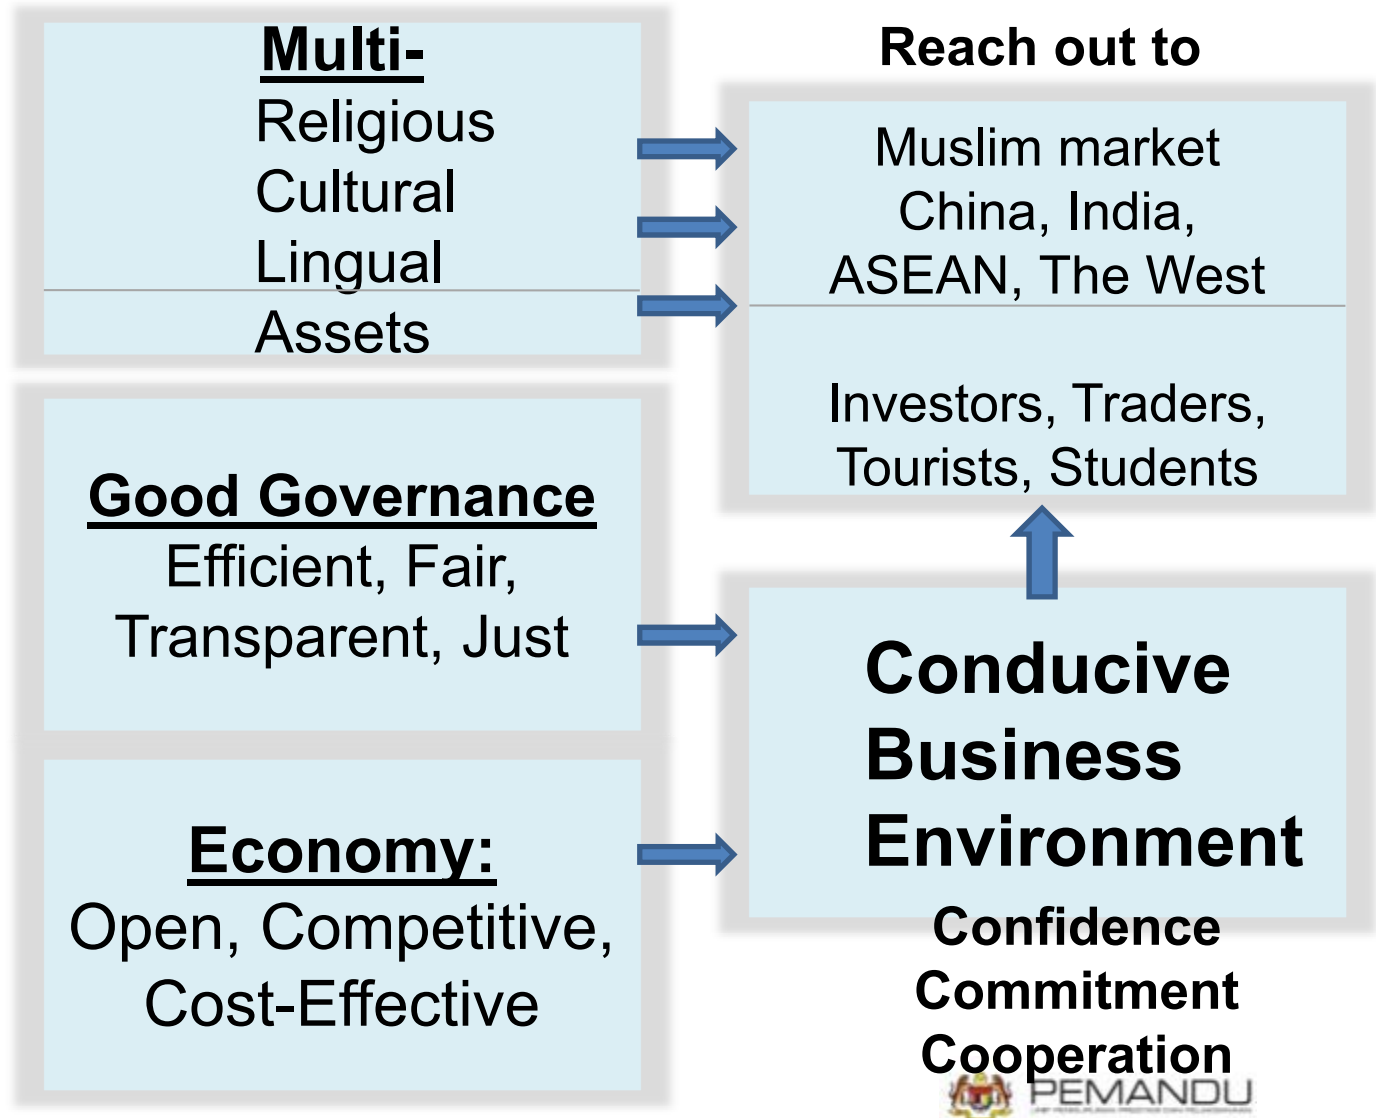 Multi-
Religious
Cultural
Lingual
Assets
Good Governance
Efficient, Fair,
Transparent, Just
Economy:
Open, Competitive,
Cost-Effective
Reach out to
Muslim market
China, India,
ASEAN, The West
Investors, Traders,
Tourists, Students
Conducive
Business
Environment
Confidence
Commitment
Cooperation
PEMANDU